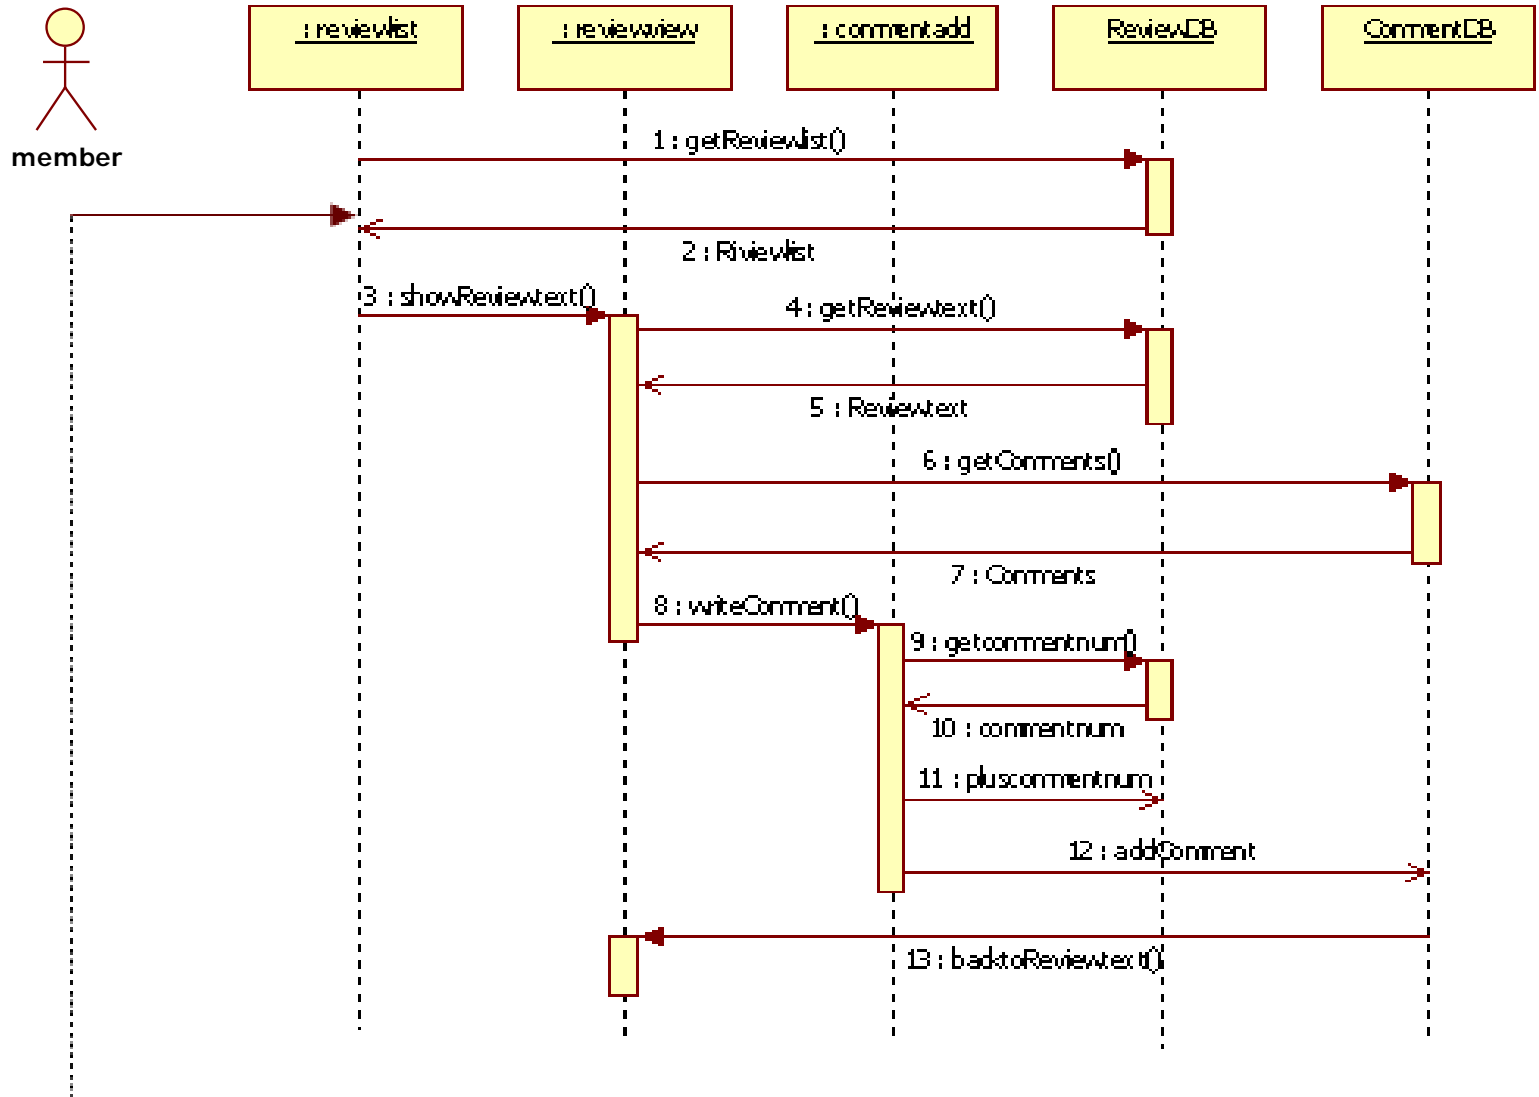 : reviewlist
: reviewview
: commentadd
ReviewDB
CommentDB
member
1 : getReviewlist()
2 : Riviewlist
3 : showReviewtext()
4 : getReviewtext()
5 : Reviewtext
6 : getComments()
7 : Comments
8 : writeComment()
9 : getcommentnum()
10 : commentnum
11 : pluscommentnum
12 : addComment
13 : backtoReviewtext()